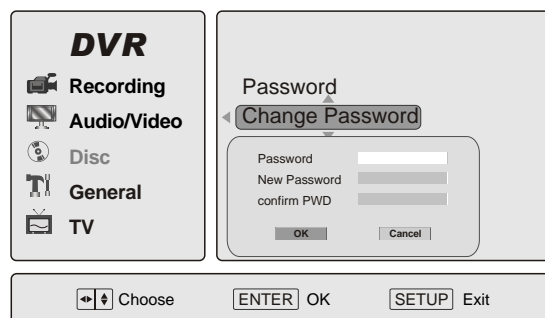 DVR
Recording
Audio/Video
Disc
General
TV
Password
Change Password
Password
New Password
confirm PWD
OK Cancel
Choose ENTER OK SETUP Exit